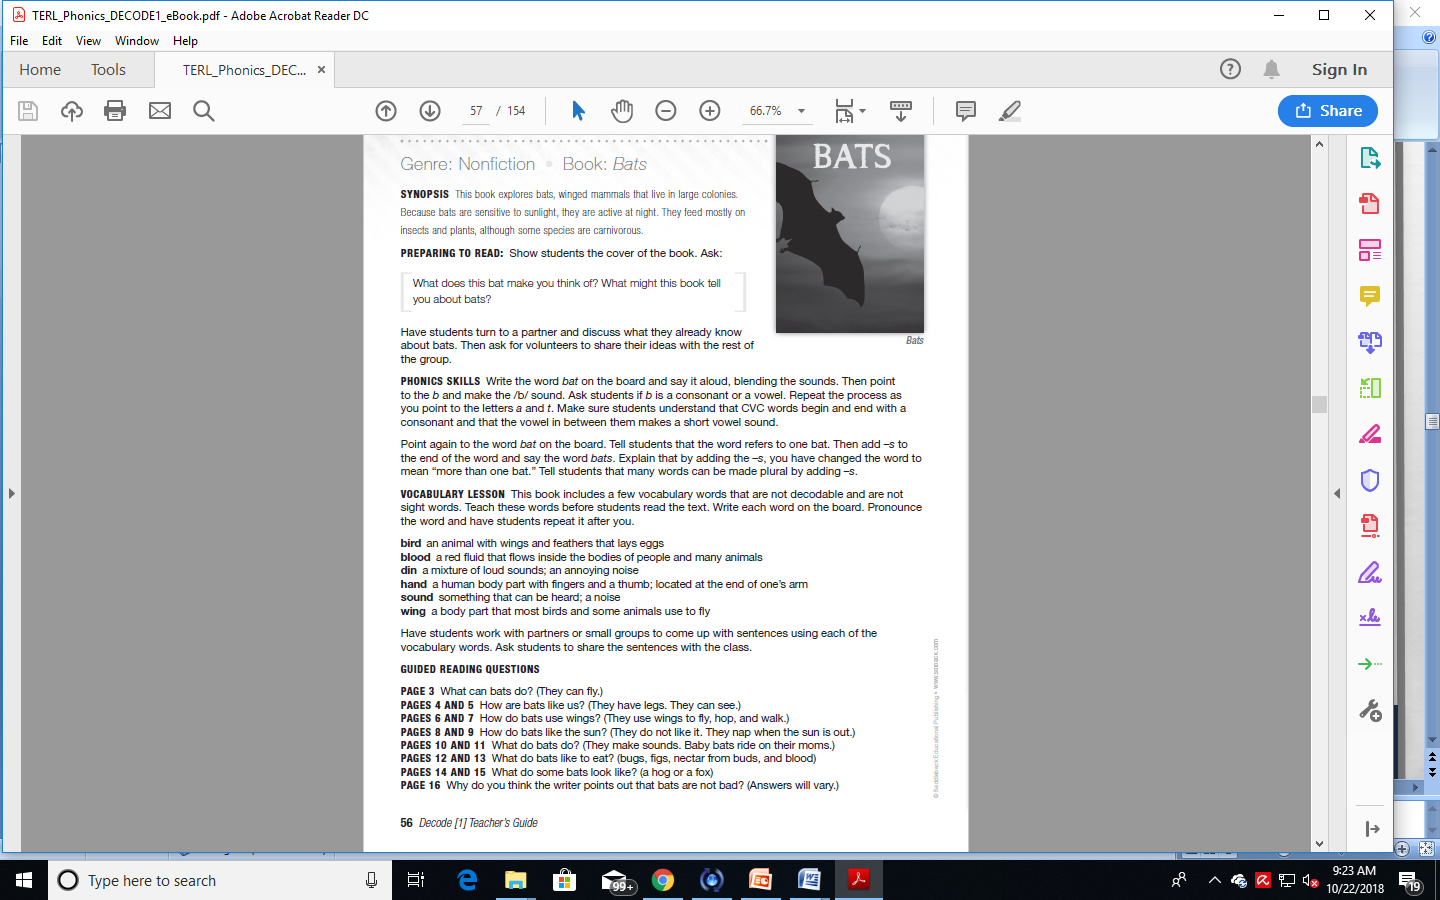 TERL_Phonics_DECODE1_eBook.pdf - Adobe Acrobat Reader DC
File Edit View Window Help
Home Tools TERL_Phonics_DEC... × Sign In
57 / 154 66.7% Share
BATS
Genre: Nonfiction • Book: Bats
SYNOPSIS This book explores bats, winged mammals that live in large colonies.
Because bats are sensitive to sunlight, they are active at night. They feed mostly on
insects and plants, although some species are carnivorous.
PREPARING TO READ: Show students the cover of the book. Ask:
What does this bat make you think of? What might this book tell
you about bats?
Bats
Have students turn to a partner and discuss what they already know
about bats. Then ask for volunteers to share their ideas with the rest of
the group.
PHONICS SKILLS Write the word bat on the board and say it aloud, blending the sounds. Then point
to the b and make the /b/ sound. Ask students if b is a consonant or a vowel. Repeat the process as
you point to the letters a and t. Make sure students understand that CVC words begin and end with a
consonant and that the vowel in between them makes a short vowel sound.
Point again to the word bat on the board. Tell students that the word refers to one bat. Then add –s to
the end of the word and say the word bats. Explain that by adding the –s, you have changed the word to
mean “more than one bat.” Tell students that many words can be made plural by adding –s.
VOCABULARY LESSON This book includes a few vocabulary words that are not decodable and are not
sight words. Teach these words before students read the text. Write each word on the board. Pronounce
the word and have students repeat it after you.
bird an animal with wings and feathers that lays eggs
blood a red fluid that flows inside the bodies of people and many animals
din a mixture of loud sounds; an annoying noise
hand a human body part with fingers and a thumb; located at the end of one’s arm
sound something that can be heard; a noise
wing a body part that most birds and some animals use to fly
Have students work with partners or small groups to come up with sentences using each of the
vocabulary words. Ask students to share the sentences with the class.
GUIDED READING QUESTIONS
PAGE 3 What can bats do? (They can fly.)
PAGES 4 AND 5 How are bats like us? (They have legs. They can see.)
PAGES 6 AND 7 How do bats use wings? (They use wings to fly, hop, and walk.)
PAGES 8 AND 9 How do bats like the sun? (They do not like it. They nap when the sun is out.)
PAGES 10 AND 11 What do bats do? (They make sounds. Baby bats ride on their moms.)
PAGES 12 AND 13 What do bats like to eat? (bugs, figs, nectar from buds, and blood)
PAGES 14 AND 15 What do some bats look like? (a hog or a fox)
PAGE 16 Why do you think the writer points out that bats are not bad? (Answers will vary.)
© Saddleback Educational Publishing • www.sdlback.com
56 Decode [1] Teacher’s Guide
Type here to search
99+
9:23 AM
10/22/2018
19